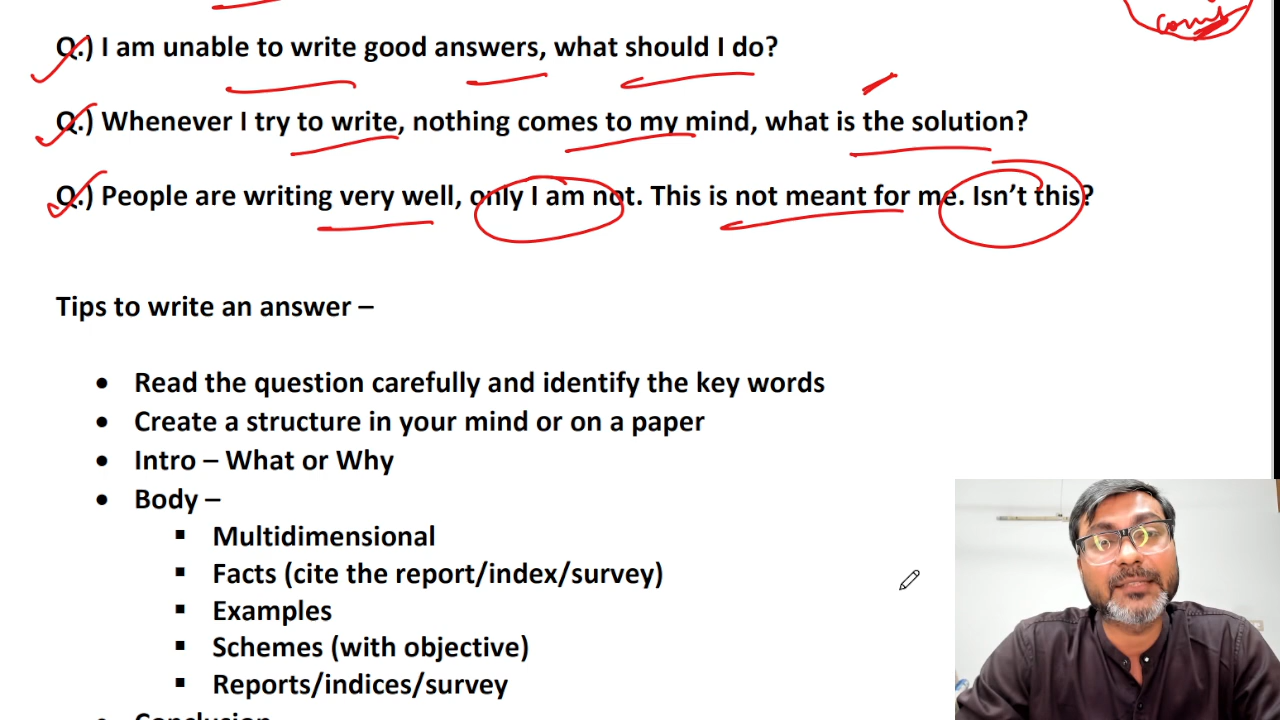 Q.) I am unable to write good answers, what should I do?
Q.) Whenever I try to write, nothing comes to my mind, what is the solution?
Q.) People are writing very well, only I am not. This is not meant for me. Isn’t this?
Tips to write an answer –
• Read the question carefully and identify the key words
• Create a structure in your mind or on a paper
• Intro – What or Why
• Body –
▪ Multidimensional
▪ Facts (cite the report/index/survey)
▪ Examples
▪ Schemes (with objective)
▪ Reports/indices/survey
• Conclusion